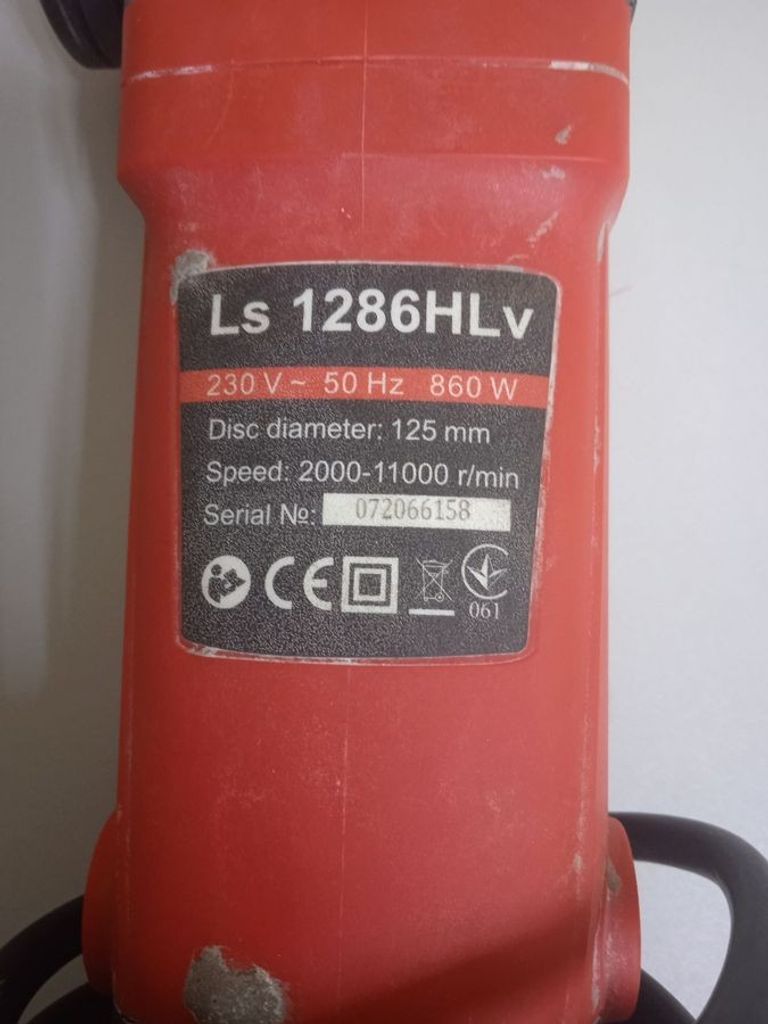 Ls 1286HLv
230 V ~ 50 Hz 860 W
Disc diameter: 125 mm
Speed: 2000-11000 r/min
Serial №: 072066158
CE
061